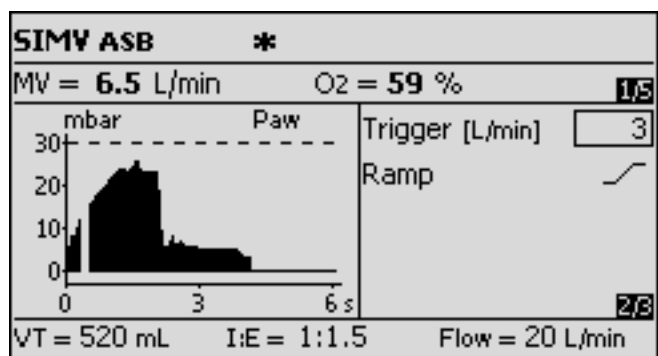 SIMV ASB *
MV = 6.5 L/min O2 = 59 % 1/5
mbar Paw
30
20
10
0
0 3 6 s
Trigger [L/min] 3
Ramp
2/3
VT = 520 mL I:E = 1:1.5 Flow = 20 L/min